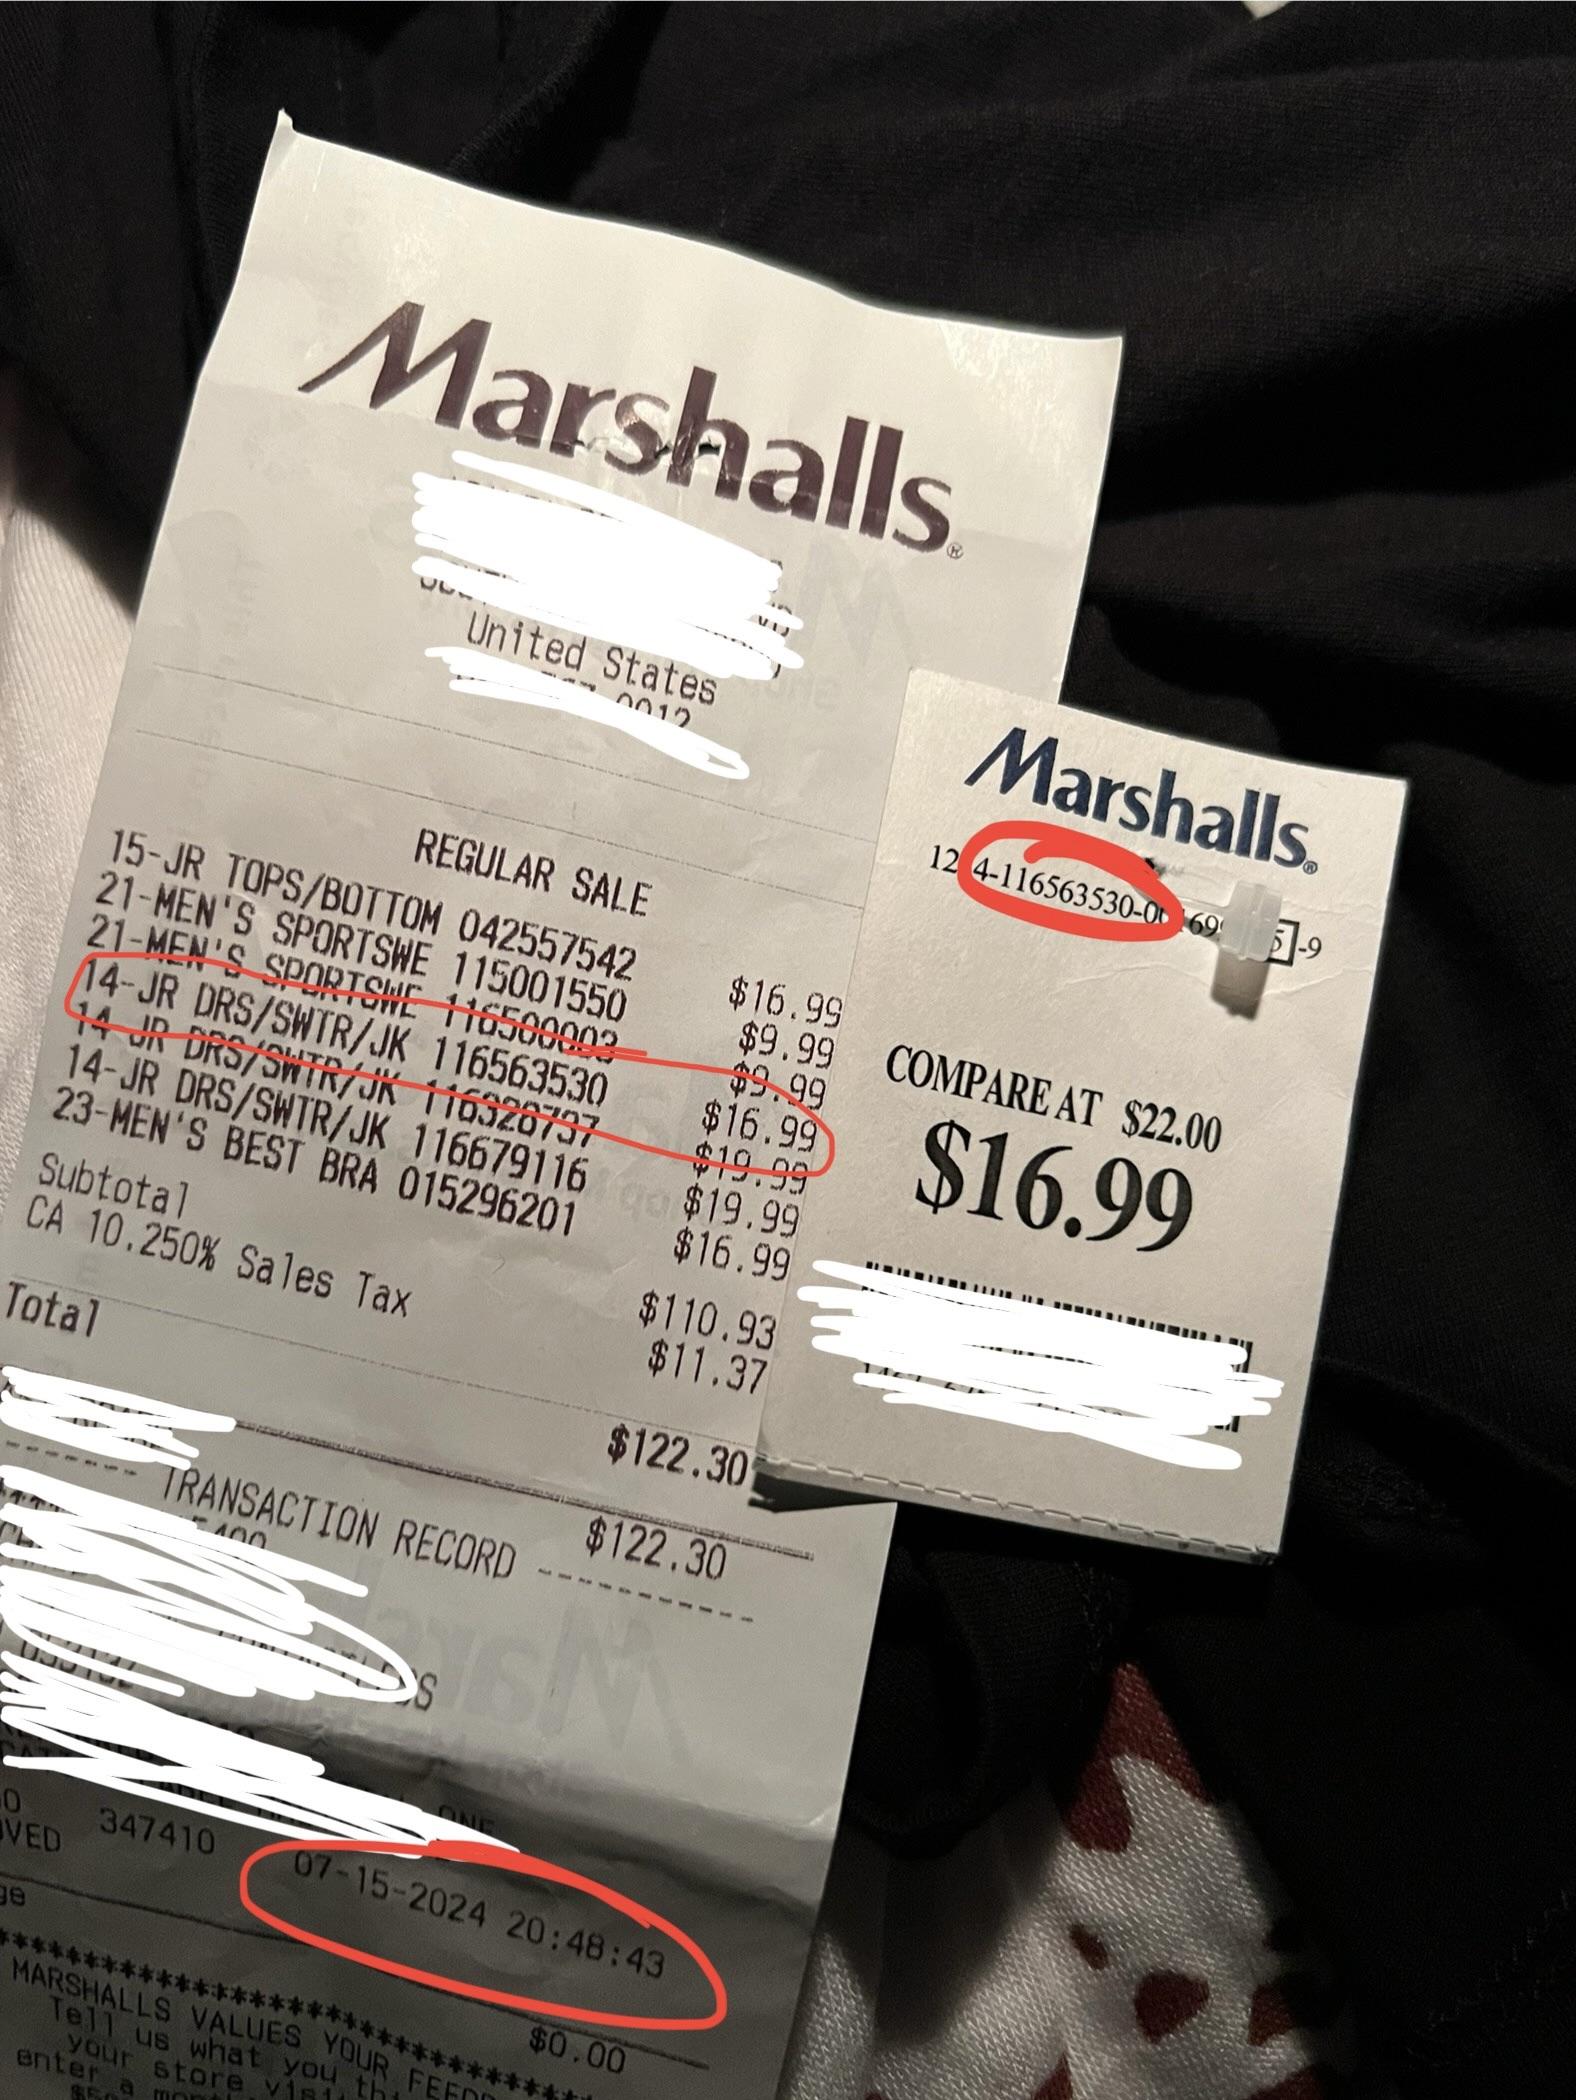 Marshalls®
United States
REGULAR SALE
15-JR TOPS/BOTTOM 042557542 $16.99
21-MEN'S SPORTSWE 115001550 $9.99
21-MEN'S SPORTSWE 116500003 $9.99
14-JR DRS/SWTR/JK 116563530 $16.99
14-JR DRS/SWTR/JK 116328737 $19.99
14-JR DRS/SWTR/JK 116679116 $19.99
23-MEN'S BEST BRA 015296201 $16.99
Subtotal $110.93
CA 10.250% Sales Tax $11.37
Total $122.30
$122.30
--- TRANSACTION RECORD ---
347410
07-15-2024 20:48:43
$0.00
MARSHALLS VALUES YOUR
Tell us what you
your store
enter a
Marshalls®
4-116563530-
-9
COMPARE AT $22.00
$16.99